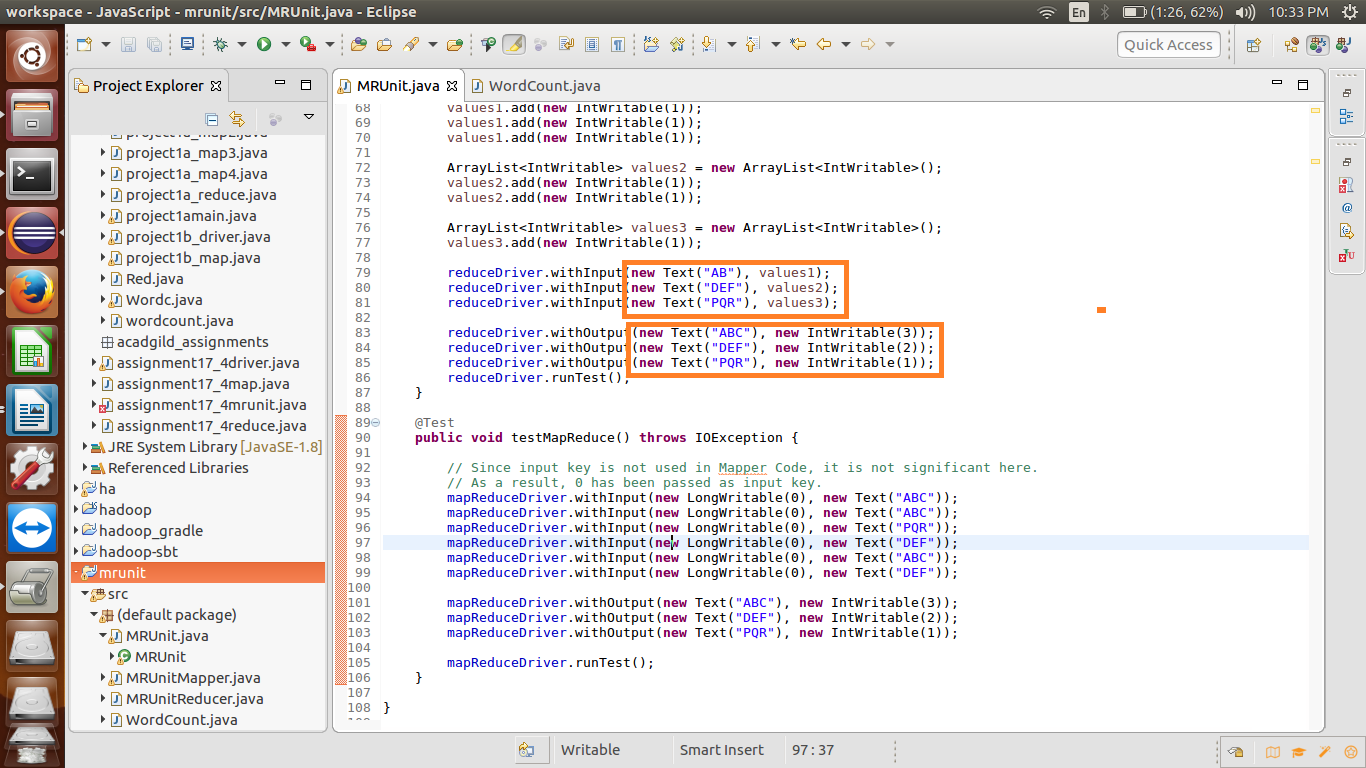 workspace - JavaScript - mrunit/src/MRUnit.java - Eclipse
En
(1:26, 62%)
10:33 PM
Quick Access
Project Explorer
project1a_map2.java
project1a_map3.java
project1a_map4.java
project1a_reduce.java
project1amain.java
project1b_driver.java
project1b_map.java
Red.java
Wordc.java
wordcount.java
acadgild_assignments
assignment17_4driver.java
assignment17_4map.java
assignment17_4mrunit.java
assignment17_4reduce.java
JRE System Library [JavaSE-1.8]
Referenced Libraries
ha
hadoop
hadoop_gradle
hadoop-sbt
mrunit
src
(default package)
MRUnit.java
MRUnit
MRUnitMapper.java
MRUnitReducer.java
WordCount.java
MRUnit.java
WordCount.java
68 values1.add(new IntWritable(1));
69 values1.add(new IntWritable(1));
70 values1.add(new IntWritable(1));
71
72 ArrayList<IntWritable> values2 = new ArrayList<IntWritable>();
73 values2.add(new IntWritable(1));
74 values2.add(new IntWritable(1));
75
76 ArrayList<IntWritable> values3 = new ArrayList<IntWritable>();
77 values3.add(new IntWritable(1));
78
79 reduceDriver.withInput(new Text("AB"), values1);
80 reduceDriver.withInput(new Text("DEF"), values2);
81 reduceDriver.withInput(new Text("PQR"), values3);
82
83 reduceDriver.withOutput(new Text("ABC"), new IntWritable(3));
84 reduceDriver.withOutput(new Text("DEF"), new IntWritable(2));
85 reduceDriver.withOutput(new Text("PQR"), new IntWritable(1));
86 reduceDriver.runTest();
87 }
88
89 @Test
90 public void testMapReduce() throws IOException {
91
92 // Since input key is not used in Mapper Code, it is not significant here.
93 // As a result, 0 has been passed as input key.
94 mapReduceDriver.withInput(new LongWritable(0), new Text("ABC"));
95 mapReduceDriver.withInput(new LongWritable(0), new Text("ABC"));
96 mapReduceDriver.withInput(new LongWritable(0), new Text("PQR"));
97 mapReduceDriver.withInput(new LongWritable(0), new Text("DEF"));
98 mapReduceDriver.withInput(new LongWritable(0), new Text("ABC"));
99 mapReduceDriver.withInput(new LongWritable(0), new Text("DEF"));
100
101 mapReduceDriver.withOutput(new Text("ABC"), new IntWritable(3));
102 mapReduceDriver.withOutput(new Text("DEF"), new IntWritable(2));
103 mapReduceDriver.withOutput(new Text("PQR"), new IntWritable(1));
104
105 mapReduceDriver.runTest();
106 }
107
108 }
Writable
Smart Insert
97 : 37